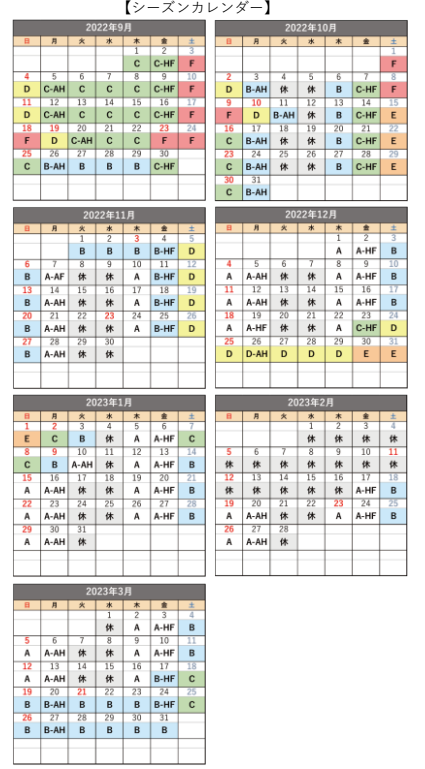 【シーズンカレンダー】
2022年9月
日 月 火 水 木 金 土
1 2 3
C C-HF F
4 5 6 7 8 9 10
D C-AH C C C C-HF F
11 12 13 14 15 16 17
D C-AH C C C C-HF F
18 19 20 21 22 23 24
F D C-AH C C F F
25 26 27 28 29 30
C B-AH B B B C-HF
2022年10月
日 月 火 水 木 金 土
1
F
2 3 4 5 6 7 8
D B-AH 休 休 B C-HF F
9 10 11 12 13 14 15
F D B-AH 休 B C-HF E
16 17 18 19 20 21 22
C B-AH 休 休 B C-HF E
23 24 25 26 27 28 29
C B-AH 休 休 B C-HF E
30 31
C B-AH
2022年11月
日 月 火 水 木 金 土
1 2 3 4 5
B B B B-HF D
6 7 8 9 10 11 12
B A-AF 休 休 A B-HF D
13 14 15 16 17 18 19
B A-AH 休 休 A B-HF D
20 21 22 23 24 25 26
B A-AH 休 休 A B-HF D
27 28 29 30
B A-AH 休 休
2022年12月
日 月 火 水 木 金 土
1 2 3
A A-HF B
4 5 6 7 8 9 10
A A-AH 休 休 A A-HF B
11 12 13 14 15 16 17
A A-AH 休 休 A A-HF B
18 19 20 21 22 23 24
A A-HF 休 休 A C-HF D
25 26 27 28 29 30 31
D D-AH D D D E E
2023年1月
日 月 火 水 木 金 土
1 2 3 4 5 6 7
E C B 休 A A-HF C
8 9 10 11 12 13 14
C B A-AH 休 A A-HF B
15 16 17 18 19 20 21
A A-AH 休 休 A A-HF B
22 23 24 25 26 27 28
A A-AH 休 休 A A-HF B
29 30 31
A A-AH 休
2023年2月
日 月 火 水 木 金 土
1 2 3 4
休 休 休 休
5 6 7 8 9 10 11
休 休 休 休 休 休 休
12 13 14 15 16 17 18
休 休 休 休 休 A-HF B
19 20 21 22 23 24 25
A A-AH 休 休 A A-HF B
26 27 28
A A-AH 休
2023年3月
日 月 火 水 木 金 土
1 2 3 4
休 A A-HF B
5 6 7 8 9 10 11
A A-AH 休 休 A A-HF B
12 13 14 15 16 17 18
A A-AH 休 休 A B-HF C
19 20 21 22 23 24 25
B B-AH B B B B-HF C
26 27 28 29 30 31
B B-AH B B B B